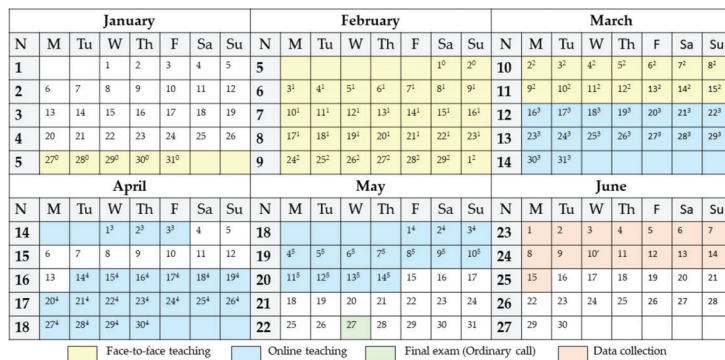 January February March
N M Tu W Th F Sa Su N M Tu W Th F Sa Su N M Tu W Th F Sa Su
1 1 2 3 4 5 5 1⁰ 2⁰ 10 2² 3² 4² 5² 6² 7² 8²
2 6 7 8 9 10 11 12 6 3¹ 4¹ 5¹ 6¹ 7¹ 8¹ 9¹ 11 9² 10² 11² 12² 13² 14² 15²
3 13 14 15 16 17 18 19 7 10¹ 11¹ 12¹ 13¹ 14¹ 15¹ 16¹ 12 16³ 17³ 18³ 19³ 20³ 21³ 22³
4 20 21 22 23 24 25 26 8 17¹ 18¹ 19¹ 20¹ 21¹ 22¹ 23¹ 13 23³ 24³ 25³ 26³ 27³ 28³ 29³
5 27⁰ 28⁰ 29⁰ 30⁰ 31⁰ 9 24² 25² 26² 27² 28² 29² 1² 14 30³ 31³
April May June
N M Tu W Th F Sa Su N M Tu W Th F Sa Su N M Tu W Th F Sa Su
14 1³ 2³ 3³ 4 5 18 1⁴ 2⁴ 3⁴ 23 1 2 3 4 5 6 7
15 6 7 8 9 10 11 12 19 4⁵ 5⁵ 6⁵ 7⁵ 8⁵ 9⁵ 10⁵ 24 8 9 10' 11 12 13 14
16 13 14⁴ 15⁴ 16⁴ 17⁴ 18⁴ 19⁴ 20 11⁵ 12⁵ 13⁵ 14⁵ 15 16 17 25 15 16 17 18 19 20 21
17 20⁴ 21⁴ 22⁴ 23⁴ 24⁴ 25⁴ 26⁴ 21 18 19 20 21 22 23 24 26 22 23 24 25 26 27 28
18 27⁴ 28⁴ 29⁴ 30⁴ 22 25 26 27 28 29 30 31 27 29 30
Face-to-face teaching Online teaching Final exam (Ordinary call) Data collection